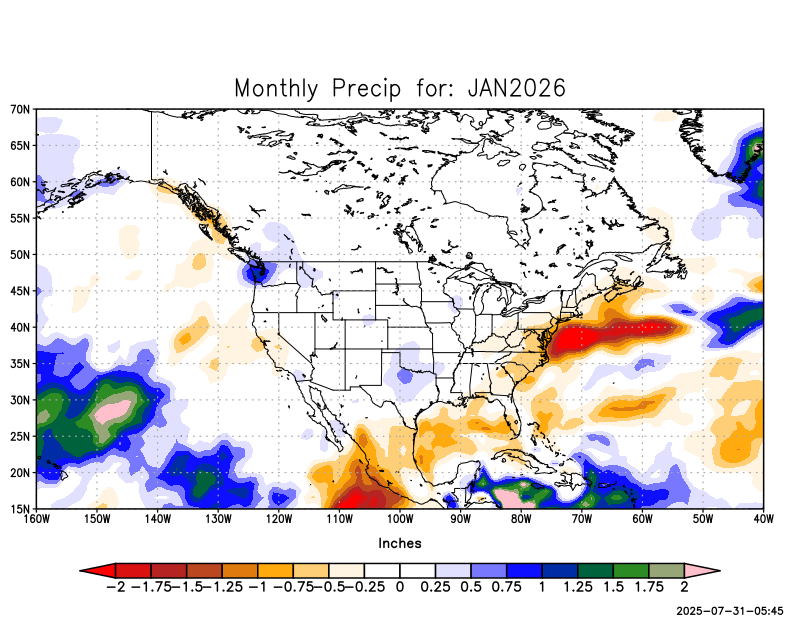 Monthly Precip for: JAN2026
70N
65N
60N
55N
50N
45N
40N
35N
30N
25N
20N
15N
160W 150W 140W 130W 120W 110W 100W 90W 80W 70W 60W 50W 40W
Inches
-2 -1.75 -1.5 -1.25 -1 -0.75 -0.5 -0.25 0 0.25 0.5 0.75 1 1.25 1.5 1.75 2
2025-07-31-05:45